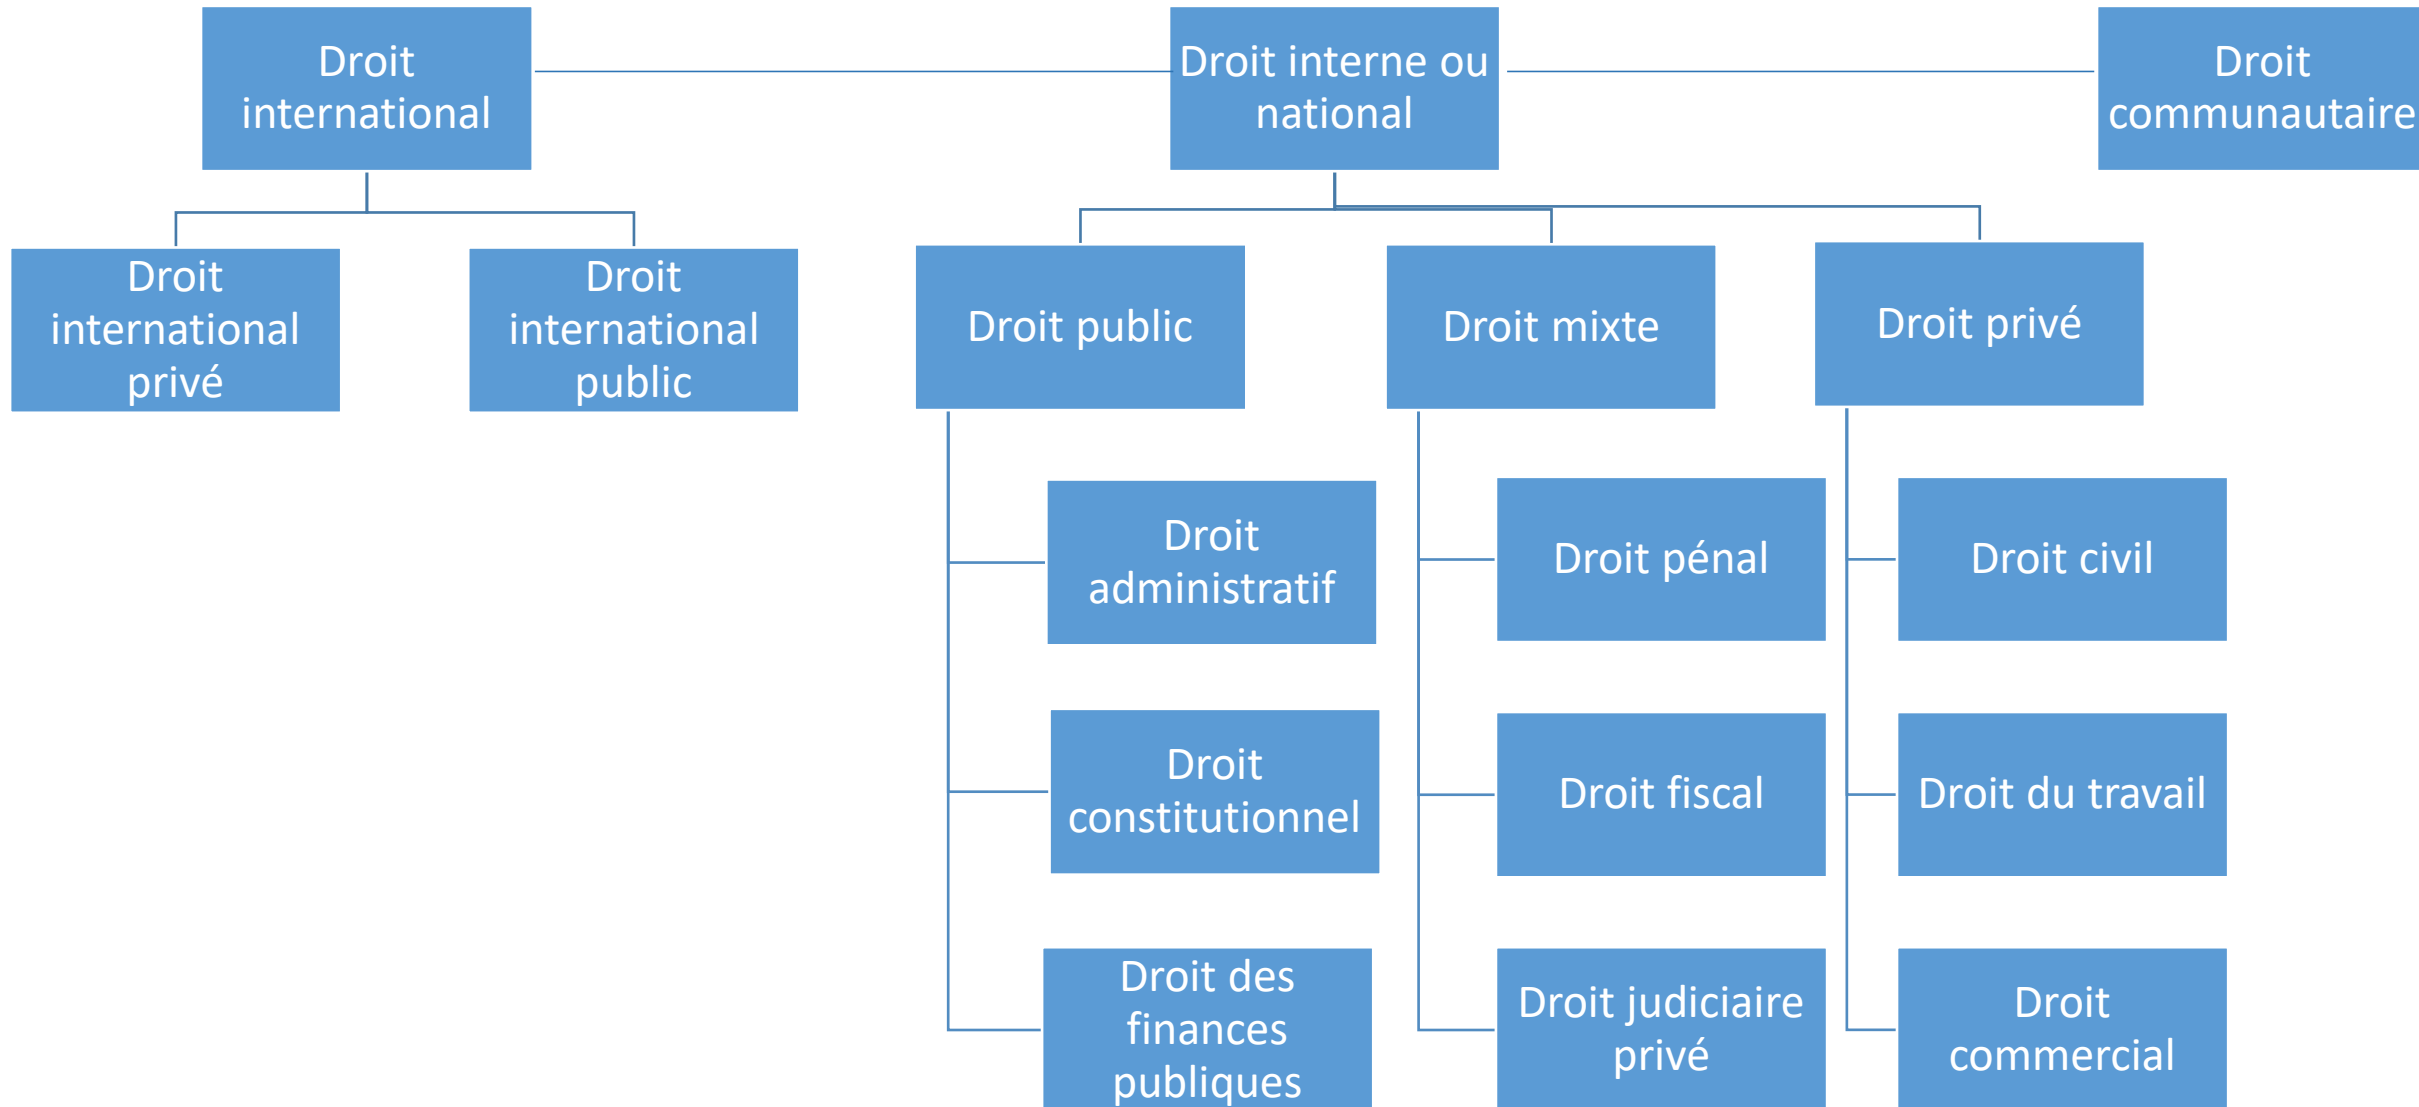 Droit
international
Droit interne ou
national
Droit
communautaire
Droit
international
privé
Droit
international
public
Droit public
Droit mixte
Droit privé
Droit
administratif
Droit pénal
Droit civil
Droit
constitutionnel
Droit fiscal
Droit du travail
Droit des
finances
publiques
Droit judiciaire
privé
Droit
commercial